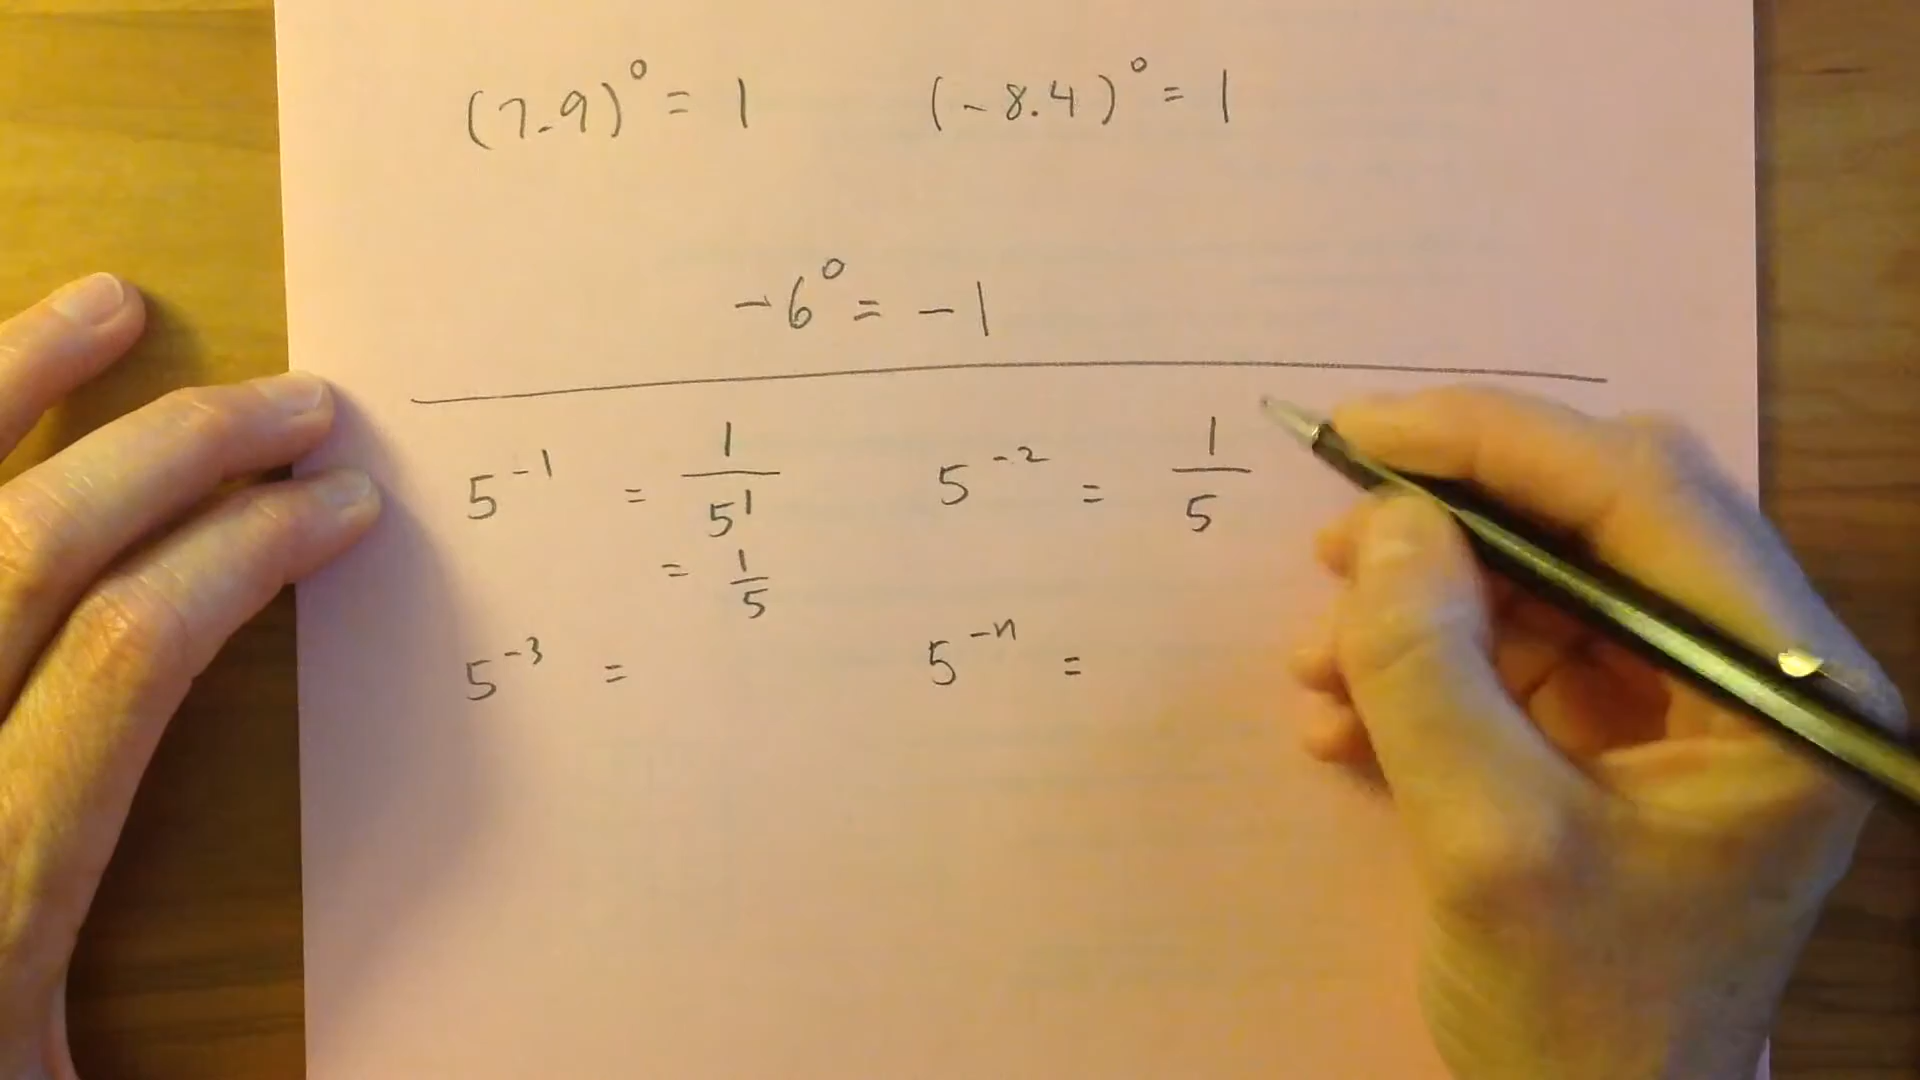 (7.9)⁰ = 1 (-8.4)⁰ = 1
-6⁰ = -1
5⁻¹ = 1/5¹ 5⁻² = 1/5
= 1/5
5⁻³ = 5⁻ⁿ =